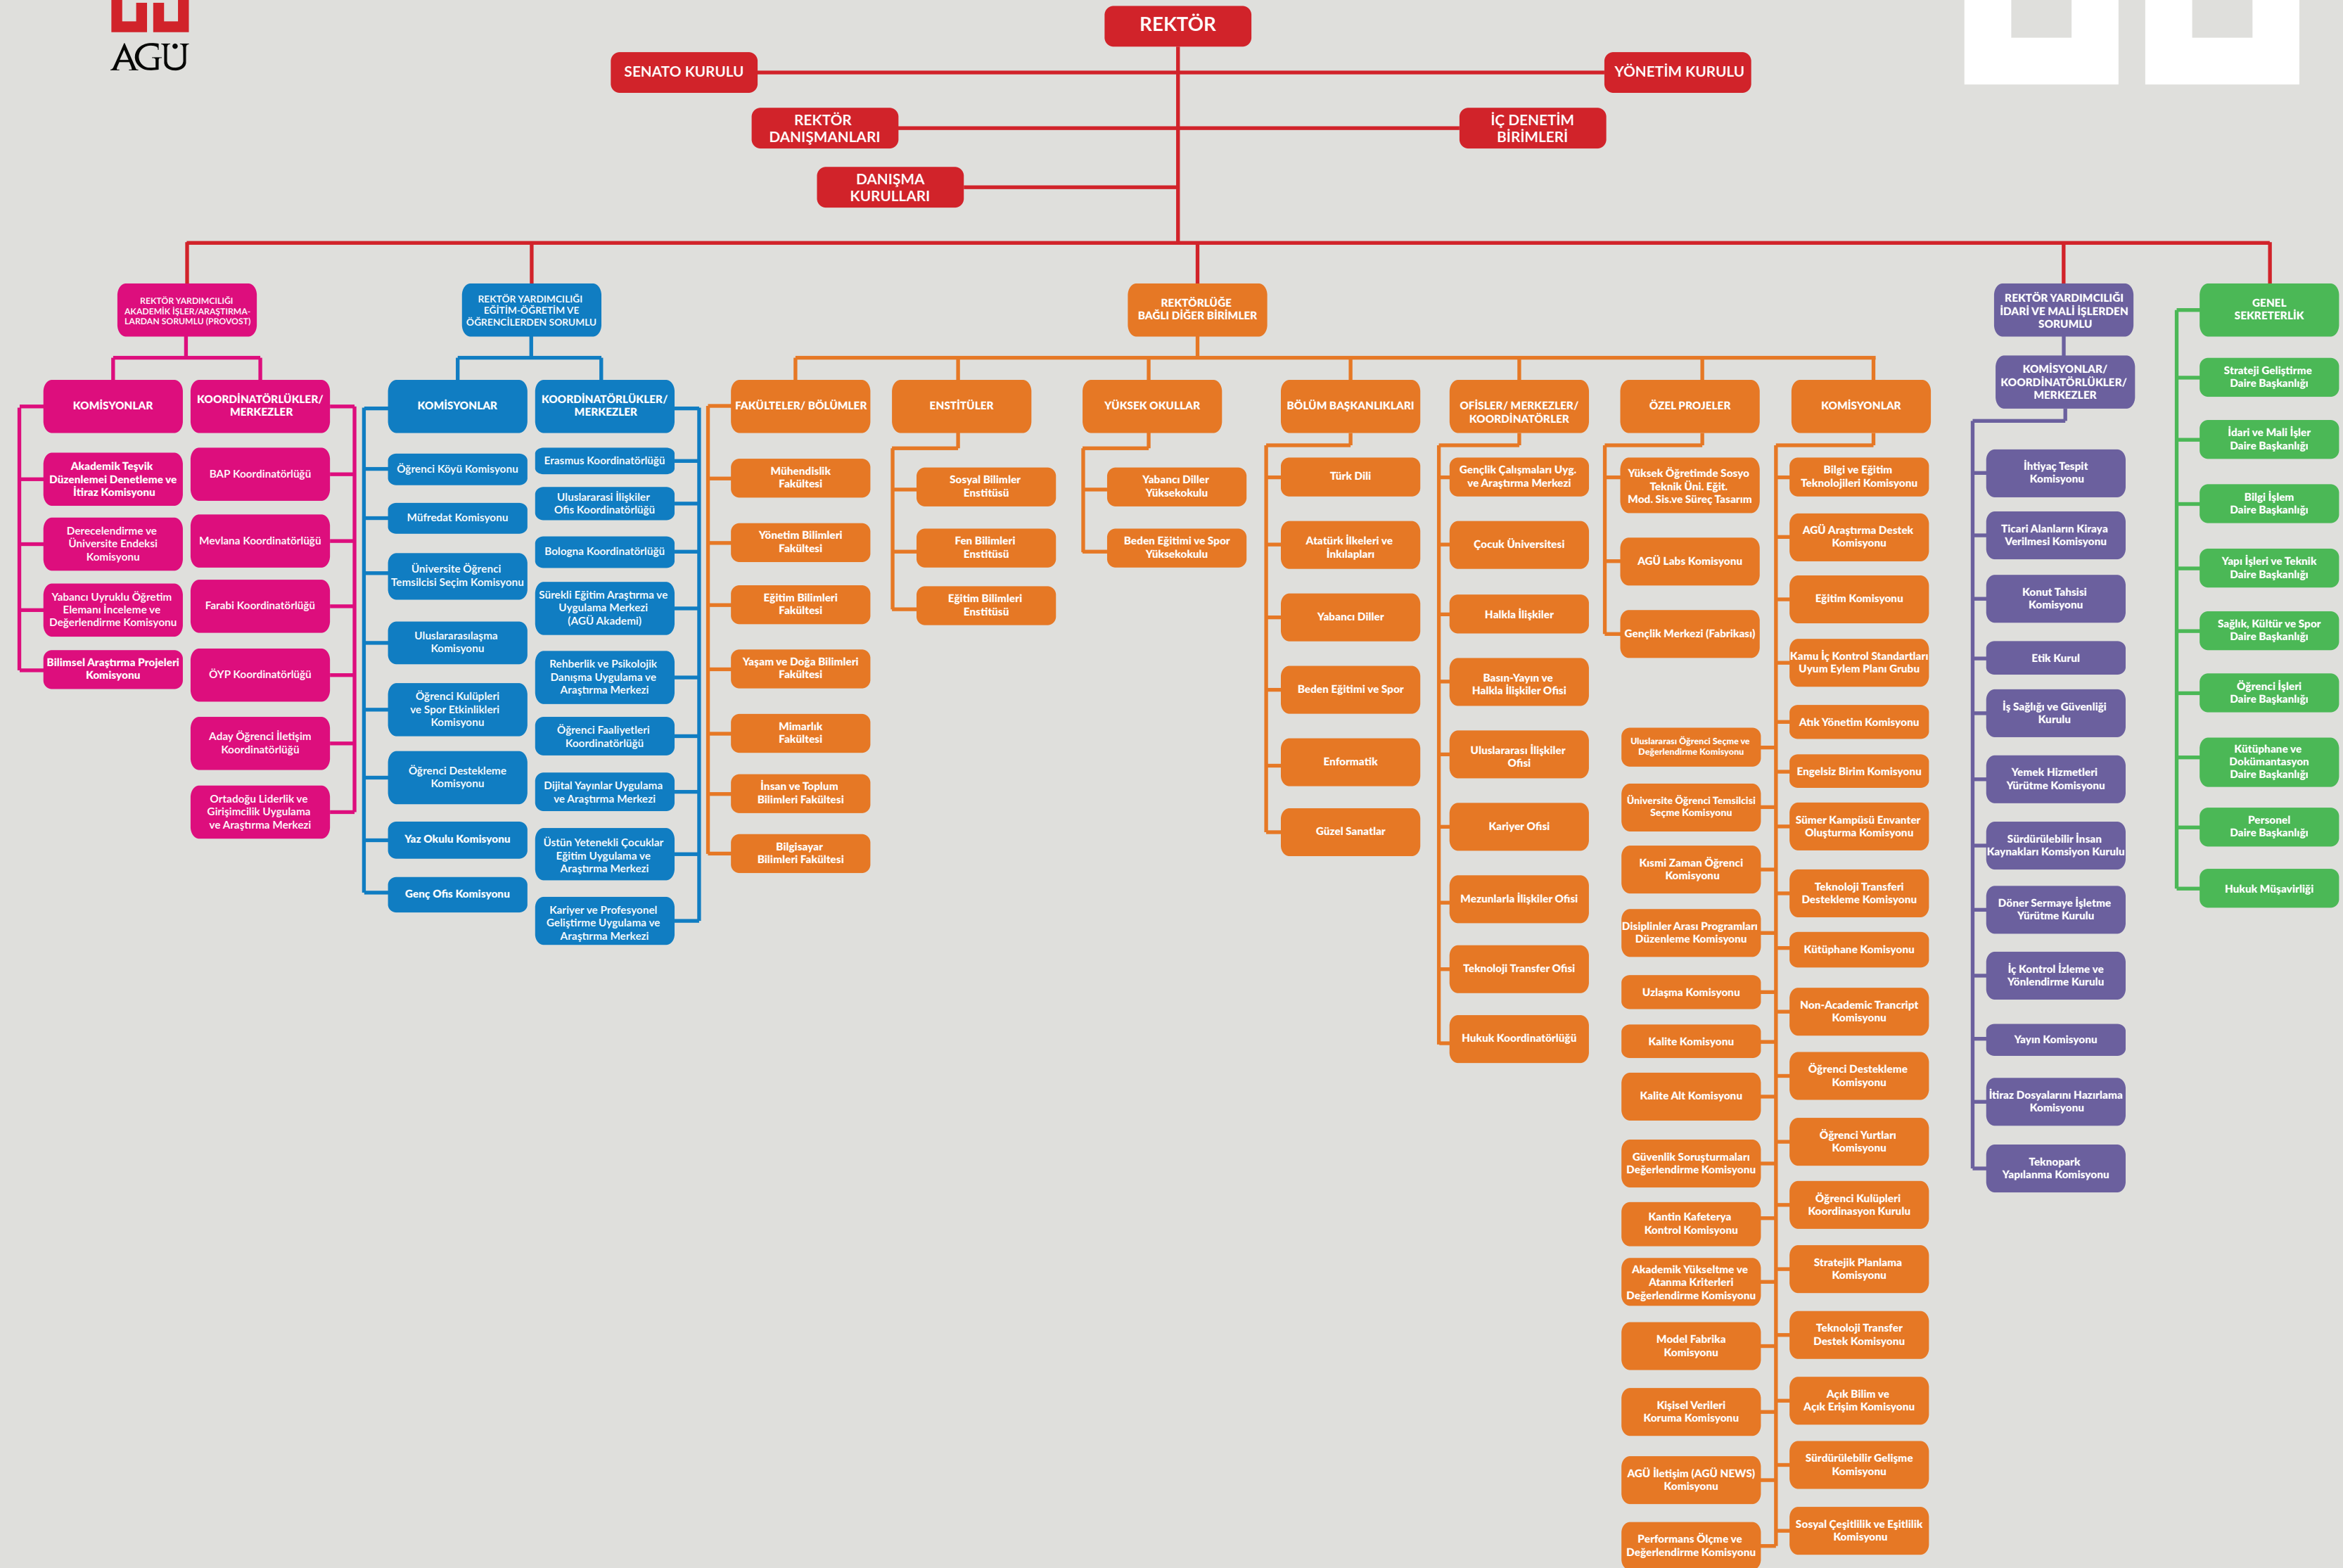 AGÜ
REKTÖR
SENATO KURULU
YÖNETİM KURULU
REKTÖR
DANIŞMANLARI
İÇ DENETİM
BİRİMLERİ
DANIŞMA
KURULLARI
REKTÖR YARDIMCILIĞI
AKADEMİK İŞLER/ARAŞTIRMA-
LARDAN SORUMLU (PROVOST)
KOMİSYONLAR
Akademik Teşvik
Düzenlemei Denetleme ve
İtiraz Komisyonu
Derecelendirme ve
Üniversite Endeksi
Komisyonu
Yabancı Uyruklu Öğretim
Elemanı İnceleme ve
Değerlendirme Komisyonu
Bilimsel Araştırma Projeleri
Komisyonu
KOORDİNATÖRLÜKLER/
MERKEZLER
BAP Koordinatörlüğü
Mevlana Koordinatörlüğü
Farabi Koordinatörlüğü
ÖYP Koordinatörlüğü
Aday Öğrenci İletişim
Koordinatörlüğü
Ortadoğu Liderlik ve
Girişimcilik Uygulama
ve Araştırma Merkezi
REKTÖR YARDIMCILIĞI
EĞİTİM-ÖĞRETİM VE
ÖĞRENCİLERDEN SORUMLU
KOMİSYONLAR
Öğrenci Köyü Komisyonu
Müfredat Komisyonu
Üniversite Öğrenci
Temsilcisi Seçim Komisyonu
Uluslararasılaşma
Komisyonu
Öğrenci Kulüpleri
ve Spor Etkinlikleri
Komisyonu
Öğrenci Destekleme
Komisyonu
Yaz Okulu Komisyonu
Genç Ofis Komisyonu
KOORDİNATÖRLÜKLER/
MERKEZLER
Erasmus Koordinatörlüğü
Uluslararasi İlişkiler
Ofis Koordinatörlüğü
Bologna Koordinatörlüğü
Sürekli Eğitim Araştırma ve
Uygulama Merkezi
(AGÜ Akademi)
Rehberlik ve Psikolojik
Danışma Uygulama ve
Araştırma Merkezi
Öğrenci Faaliyetleri
Koordinatörlüğü
Dijital Yayınlar Uygulama
ve Araştırma Merkezi
Üstün Yetenekli Çocuklar
Eğitim Uygulama ve
Araştırma Merkezi
Kariyer ve Profesyonel
Geliştirme Uygulama ve
Araştırma Merkezi
REKTÖRLÜĞE
BAĞLI DİĞER BİRİMLER
FAKÜLTELER/ BÖLÜMLER
Mühendislik
Fakültesi
Yönetim Bilimleri
Fakültesi
Eğitim Bilimleri
Fakültesi
Yaşam ve Doğa Bilimleri
Fakültesi
Mimarlık
Fakültesi
İnsan ve Toplum
Bilimleri Fakültesi
Bilgisayar
Bilimleri Fakültesi
ENSTİTÜLER
Sosyal Bilimler
Enstitüsü
Fen Bilimleri
Enstitüsü
Eğitim Bilimleri
Enstitüsü
YÜKSEK OKULLAR
Yabancı Diller
Yüksekokulu
Beden Eğitimi ve Spor
Yüksekokulu
BÖLÜM BAŞKANLIKLARI
Türk Dili
Atatürk İlkeleri ve
İnkılapları
Yabancı Diller
Beden Eğitimi ve Spor
Enformatik
Güzel Sanatlar
OFİSLER/ MERKEZLER/
KOORDİNATÖRLER
Gençlik Çalışmaları Uyg.
ve Araştırma Merkezi
Çocuk Üniversitesi
Halkla İlişkiler
Basın-Yayın ve
Halkla İlişkiler Ofisi
Uluslararası İlişkiler
Ofisi
Kariyer Ofisi
Mezunlarla İlişkiler Ofisi
Teknoloji Transfer Ofisi
Hukuk Koordinatörlüğü
ÖZEL PROJELER
Yüksek Öğretimde Sosyo
Teknik Üni. Eğit.
Mod. Sis.ve Süreç Tasarım
AGÜ Labs Komisyonu
Gençlik Merkezi (Fabrikası)
KOMİSYONLAR
Bilgi ve Eğitim
Teknolojileri Komisyonu
AGÜ Araştırma Destek
Komisyonu
Eğitim Komisyonu
Kamu İç Kontrol Standartları
Uyum Eylem Planı Grubu
Atık Yönetim Komisyonu
Engelsiz Birim Komisyonu
Sümer Kampüsü Envanter
Oluşturma Komisyonu
Teknoloji Transferi
Destekleme Komisyonu
Kütüphane Komisyonu
Non-Academic Trancript
Komisyonu
Öğrenci Destekleme
Komisyonu
Öğrenci Yurtları
Komisyonu
Öğrenci Kulüpleri
Koordinasyon Kurulu
Stratejik Planlama
Komisyonu
Teknoloji Transfer
Destek Komisyonu
Açık Bilim ve
Açık Erişim Komisyonu
Sürdürülebilir Gelişme
Komisyonu
Sosyal Çeşitlilik ve Eşitlilik
Komisyonu
Uluslararası Öğrenci Seçme ve
Değerlendirme Komisyonu
Üniversite Öğrenci Temsilcisi
Seçme Komisyonu
Kısmi Zaman Öğrenci
Komisyonu
Disiplinler Arası Programları
Düzenleme Komisyonu
Uzlaşma Komisyonu
Kalite Komisyonu
Kalite Alt Komisyonu
Güvenlik Soruşturmaları
Değerlendirme Komisyonu
Kantin Kafeterya
Kontrol Komisyonu
Akademik Yükseltme ve
Atanma Kriterleri
Değerlendirme Komisyonu
Model Fabrika
Komisyonu
Kişisel Verileri
Koruma Komisyonu
AGÜ İletişim (AGÜ NEWS)
Komisyonu
Performans Ölçme ve
Değerlendirme Komisyonu
REKTÖR YARDIMCILIĞI
İDARİ VE MALİ İŞLERDEN
SORUMLU
KOMİSYONLAR/
KOORDİNATÖRLÜKLER/
MERKEZLER
İhtiyaç Tespit
Komisyonu
Ticari Alanların Kiraya
Verilmesi Komisyonu
Konut Tahsisi
Komisyonu
Etik Kurul
İş Sağlığı ve Güvenliği
Kurulu
Yemek Hizmetleri
Yürütme Komisyonu
Sürdürülebilir İnsan
Kaynakları Komsiyon Kurulu
Döner Sermaye İşletme
Yürütme Kurulu
İç Kontrol İzleme ve
Yönlendirme Kurulu
Yayın Komisyonu
İtiraz Dosyalarını Hazırlama
Komisyonu
Teknopark
Yapılanma Komisyonu
GENEL
SEKRETERLİK
Strateji Geliştirme
Daire Başkanlığı
İdari ve Mali İşler
Daire Başkanlığı
Bilgi İşlem
Daire Başkanlığı
Yapı İşleri ve Teknik
Daire Başkanlığı
Sağlık, Kültür ve Spor
Daire Başkanlığı
Öğrenci İşleri
Daire Başkanlığı
Kütüphane ve
Dokümantasyon
Daire Başkanlığı
Personel
Daire Başkanlığı
Hukuk Müşavirliği